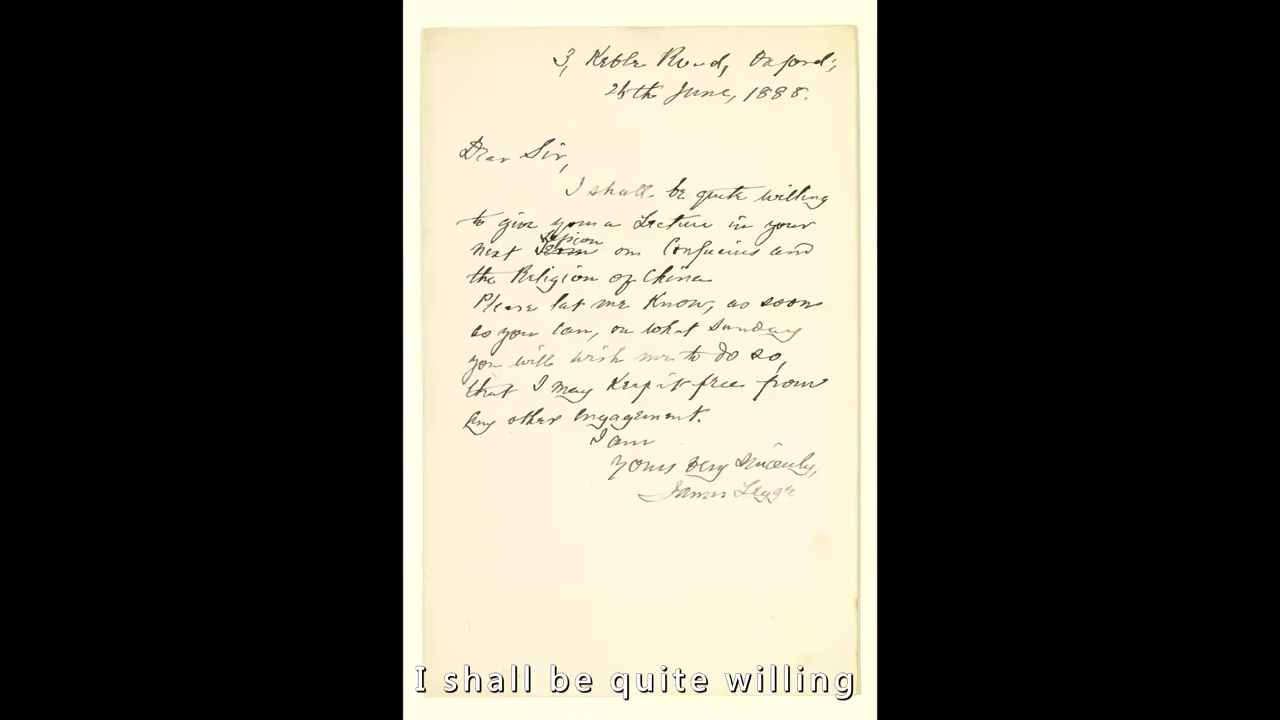 3, Keble Road, Oxford;
26th June, 1888.
Dear Sir,
I shall be quite willing
to give you a Lecture in your
next Session on Confucius and
the Religion of China
Please let me know, as soon
as you can, on what Sunday
you will wish me to do so,
that I may keep it free from
any other engagement.
I am
Yours very sincerely,
James Legge
I shall be quite willing